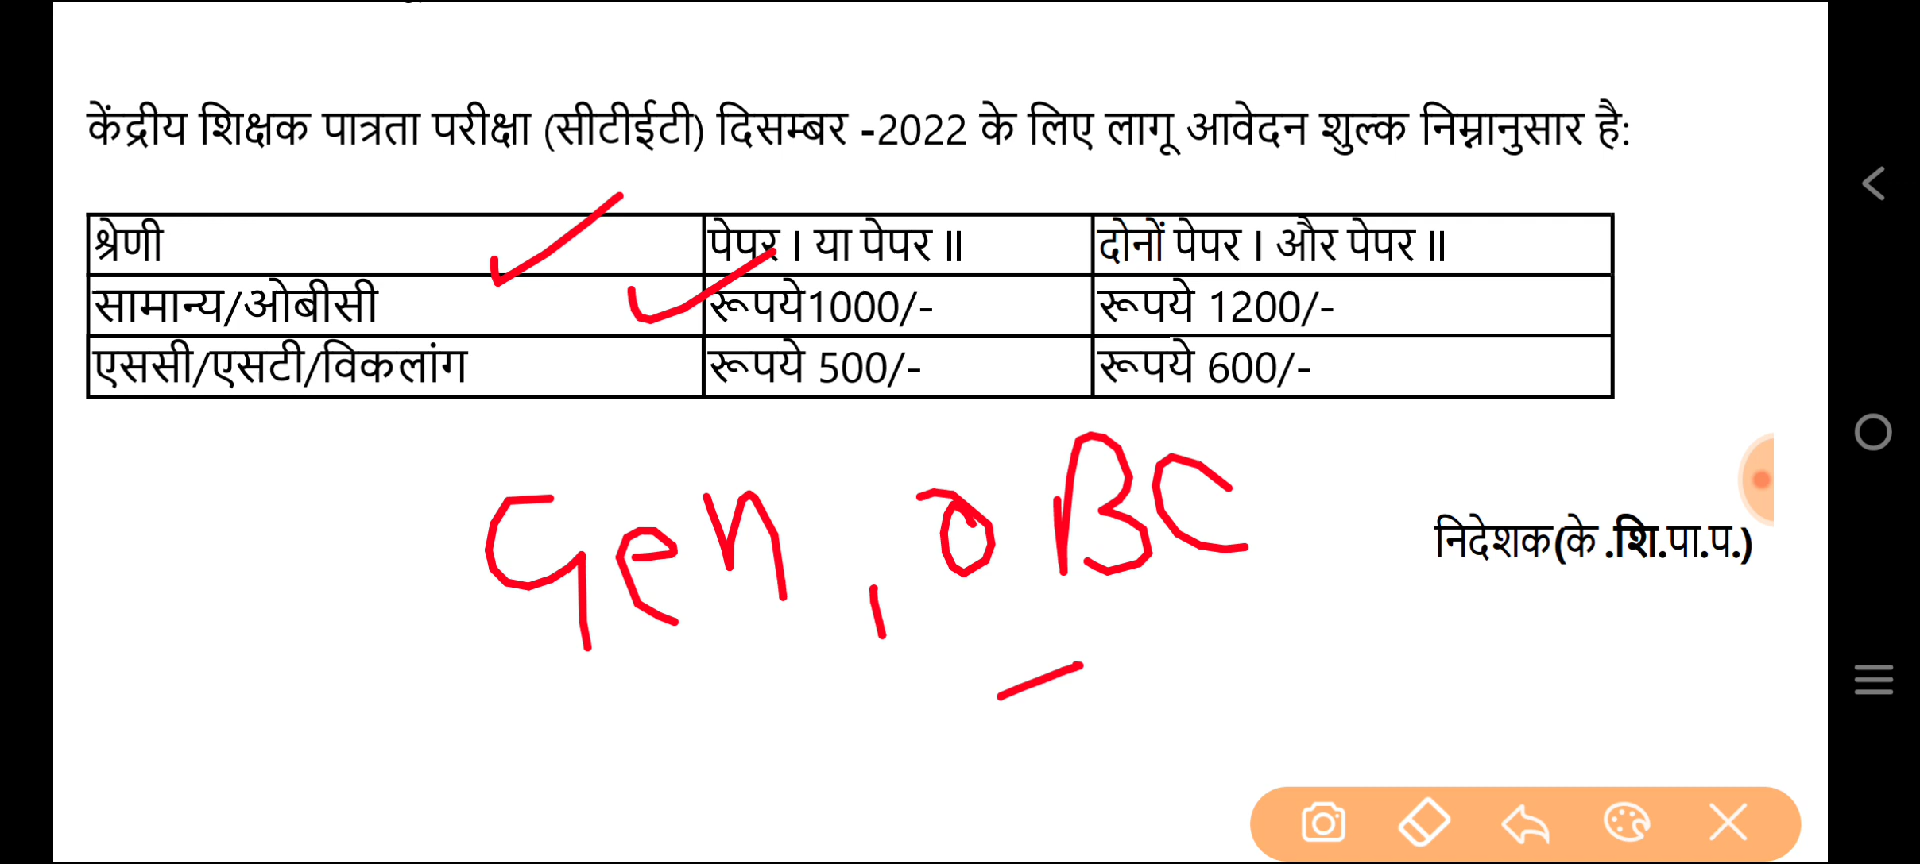 केंद्रीय शिक्षक पात्रता परीक्षा (सीटीईटी) दिसम्बर -2022 के लिए लागू आवेदन शुल्क निम्नानुसार है:
श्रेणी पेपर I या पेपर II दोनों पेपर I और पेपर II
सामान्य/ओबीसी रूपये1000/- रूपये 1200/-
एससी/एसटी/विकलांग रूपये 500/- रूपये 600/-
Gen, OBC
निदेशक(के.शि.पा.प.)